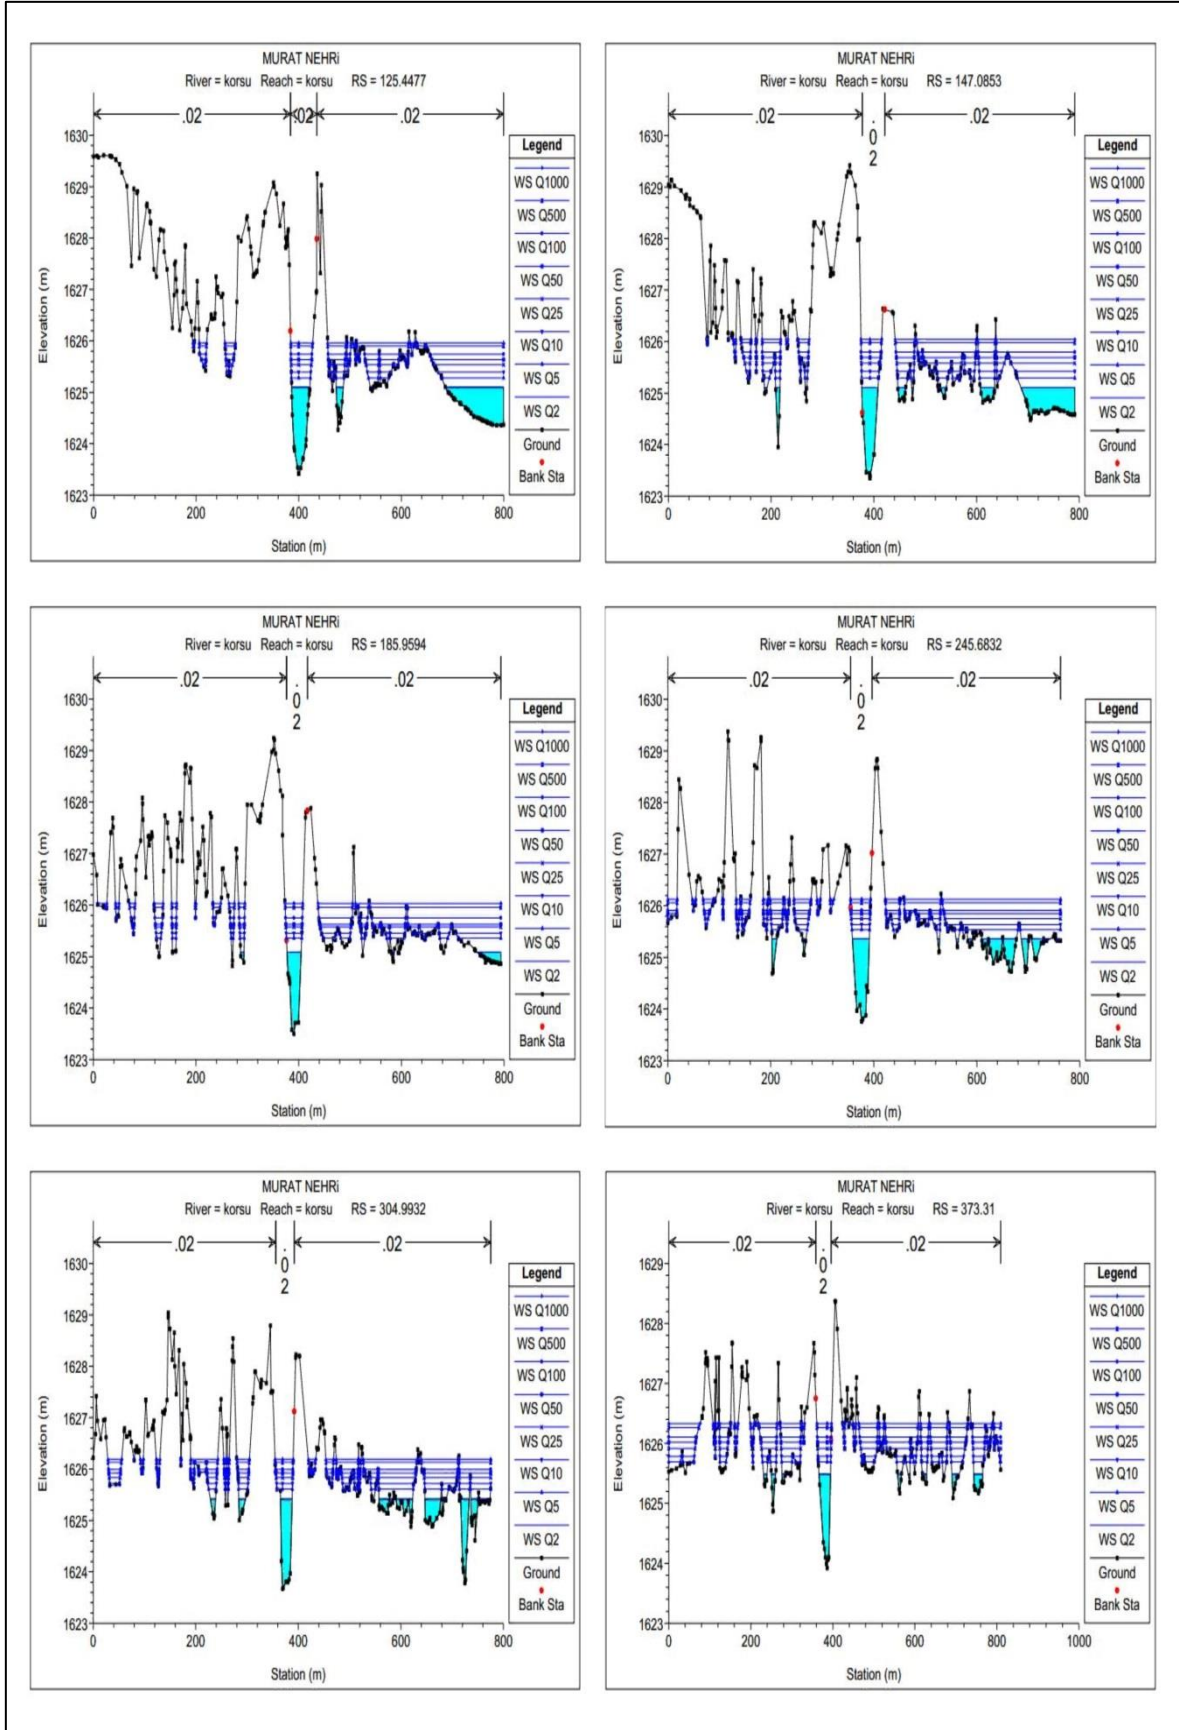 MURAT NEHRi
River = korsu Reach = korsu RS = 125.4477
.02
.02
.02
1630
1629
1628
1627
1626
1625
1624
1623
Elevation (m)
0 200 400 600 800
Station (m)
Legend
WS Q1000
WS Q500
WS Q100
WS Q50
WS Q25
WS Q10
WS Q5
WS Q2
Ground
Bank Sta
MURAT NEHRi
River = korsu Reach = korsu RS = 147.0853
.02
.02
.02
1630
1629
1628
1627
1626
1625
1624
1623
Elevation (m)
0 200 400 600 800
Station (m)
Legend
WS Q1000
WS Q500
WS Q100
WS Q50
WS Q25
WS Q10
WS Q5
WS Q2
Ground
Bank Sta
MURAT NEHRi
River = korsu Reach = korsu RS = 185.9594
.02
.02
.02
1630
1629
1628
1627
1626
1625
1624
1623
Elevation (m)
0 200 400 600 800
Station (m)
Legend
WS Q1000
WS Q500
WS Q100
WS Q50
WS Q25
WS Q10
WS Q5
WS Q2
Ground
Bank Sta
MURAT NEHRi
River = korsu Reach = korsu RS = 245.6832
.02
.02
.02
1630
1629
1628
1627
1626
1625
1624
1623
Elevation (m)
0 200 400 600 800
Station (m)
Legend
WS Q1000
WS Q500
WS Q100
WS Q50
WS Q25
WS Q10
WS Q5
WS Q2
Ground
Bank Sta
MURAT NEHRi
River = korsu Reach = korsu RS = 304.9932
.02
.02
.02
1630
1629
1628
1627
1626
1625
1624
1623
Elevation (m)
0 200 400 600 800
Station (m)
Legend
WS Q1000
WS Q500
WS Q100
WS Q50
WS Q25
WS Q10
WS Q5
WS Q2
Ground
Bank Sta
MURAT NEHRi
River = korsu Reach = korsu RS = 373.31
.02
.02
.02
1629
1628
1627
1626
1625
1624
1623
Elevation (m)
0 200 400 600 800 1000
Station (m)
Legend
WS Q1000
WS Q500
WS Q100
WS Q50
WS Q25
WS Q10
WS Q5
WS Q2
Ground
Bank Sta